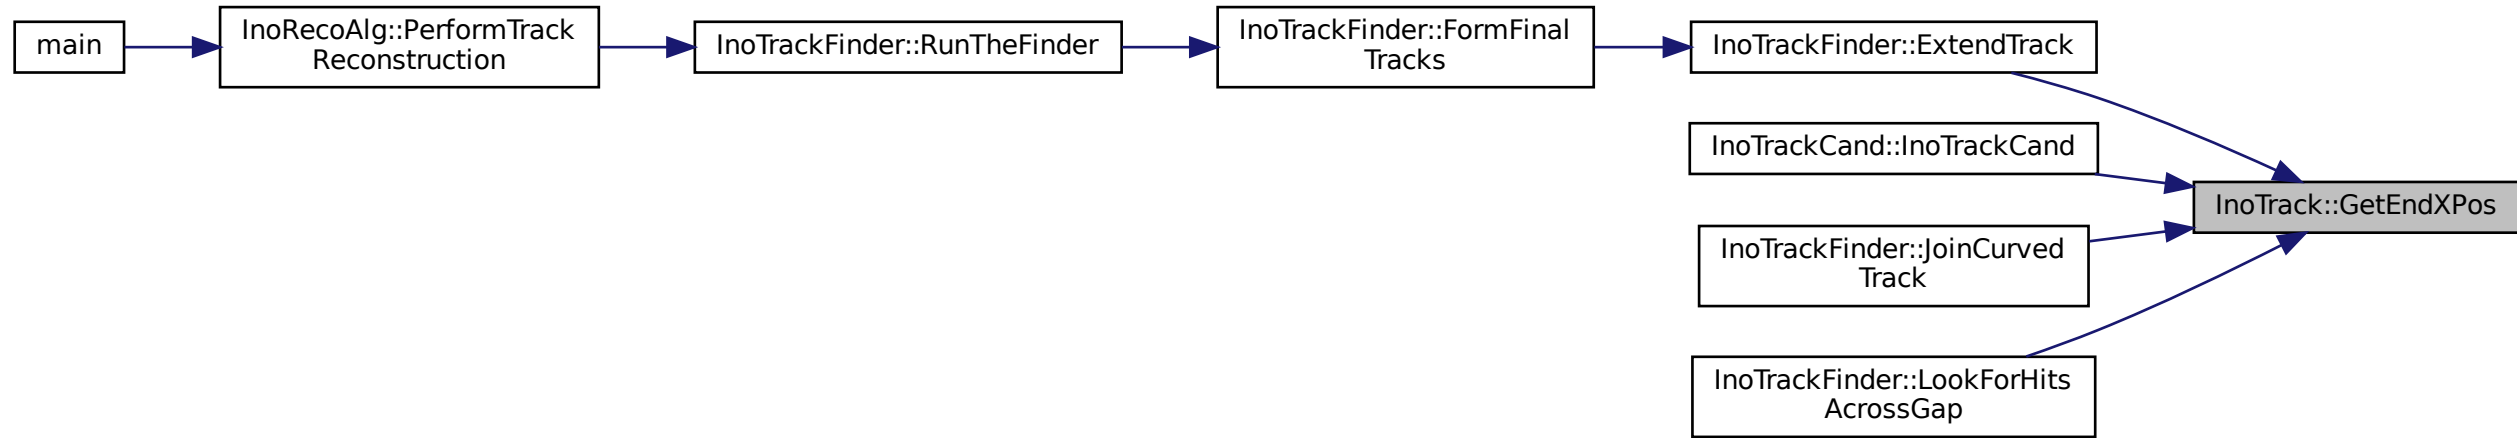 main
InoRecoAlg::PerformTrack
Reconstruction
InoTrackFinder::RunTheFinder
InoTrackFinder::FormFinal
Tracks
InoTrackFinder::ExtendTrack
InoTrackCand::InoTrackCand
InoTrackFinder::JoinCurved
Track
InoTrackFinder::LookForHits
AcrossGap
InoTrack::GetEndXPos